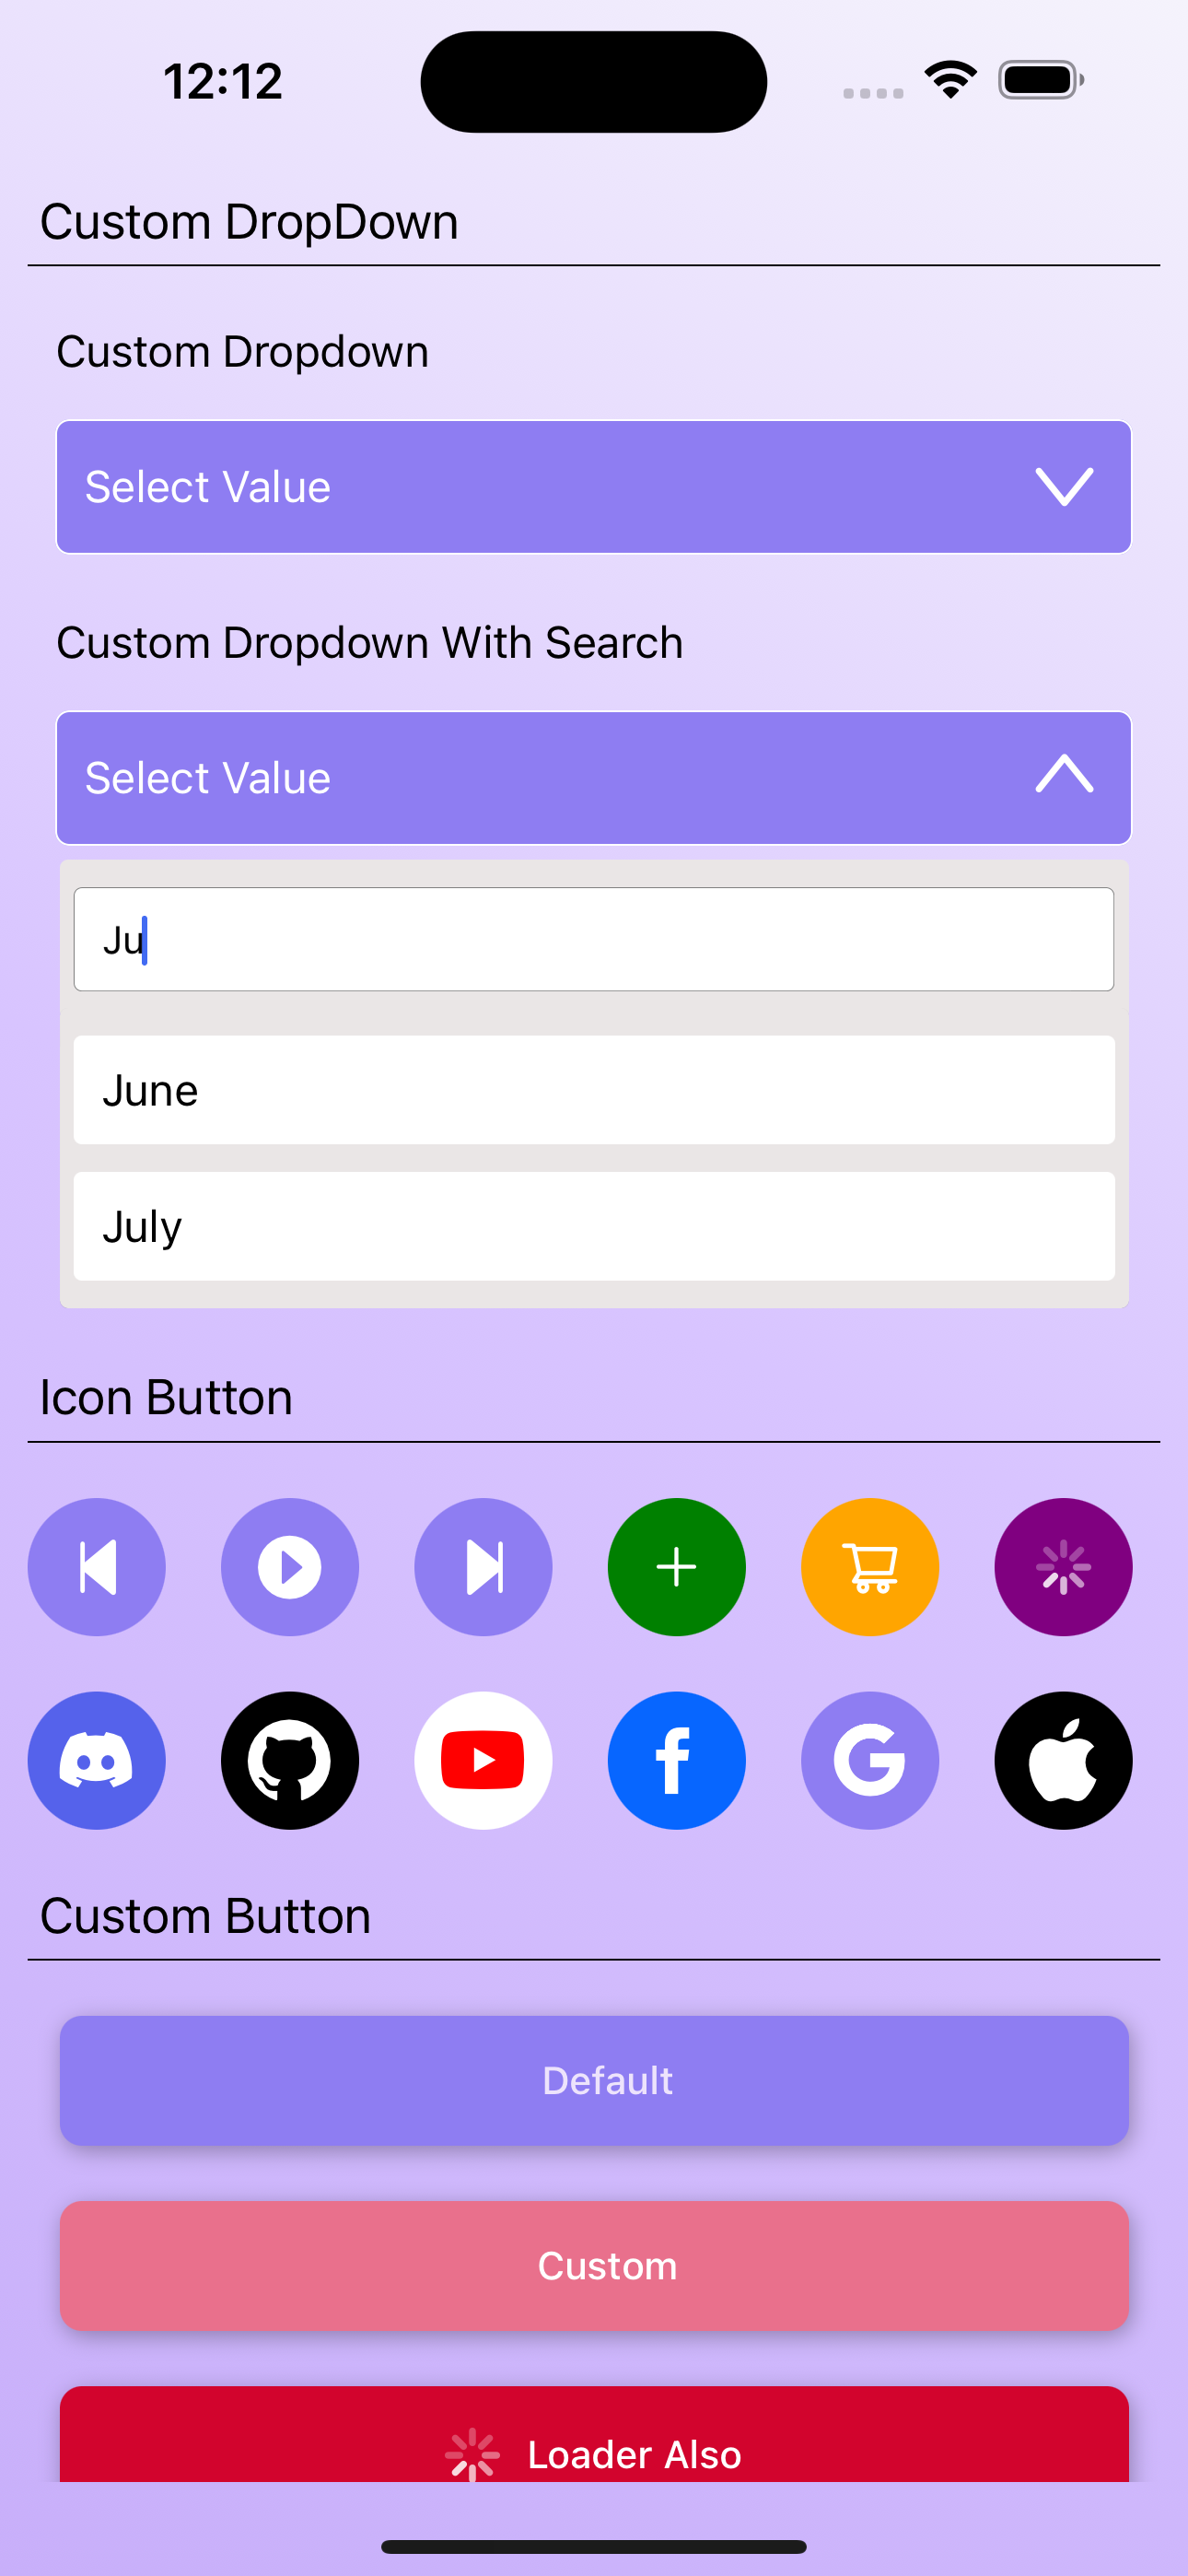 12:12
Custom DropDown
Custom Dropdown
Select Value
Custom Dropdown With Search
Select Value
Ju
June
July
Icon Button
Custom Button
Default
Custom
Loader Also